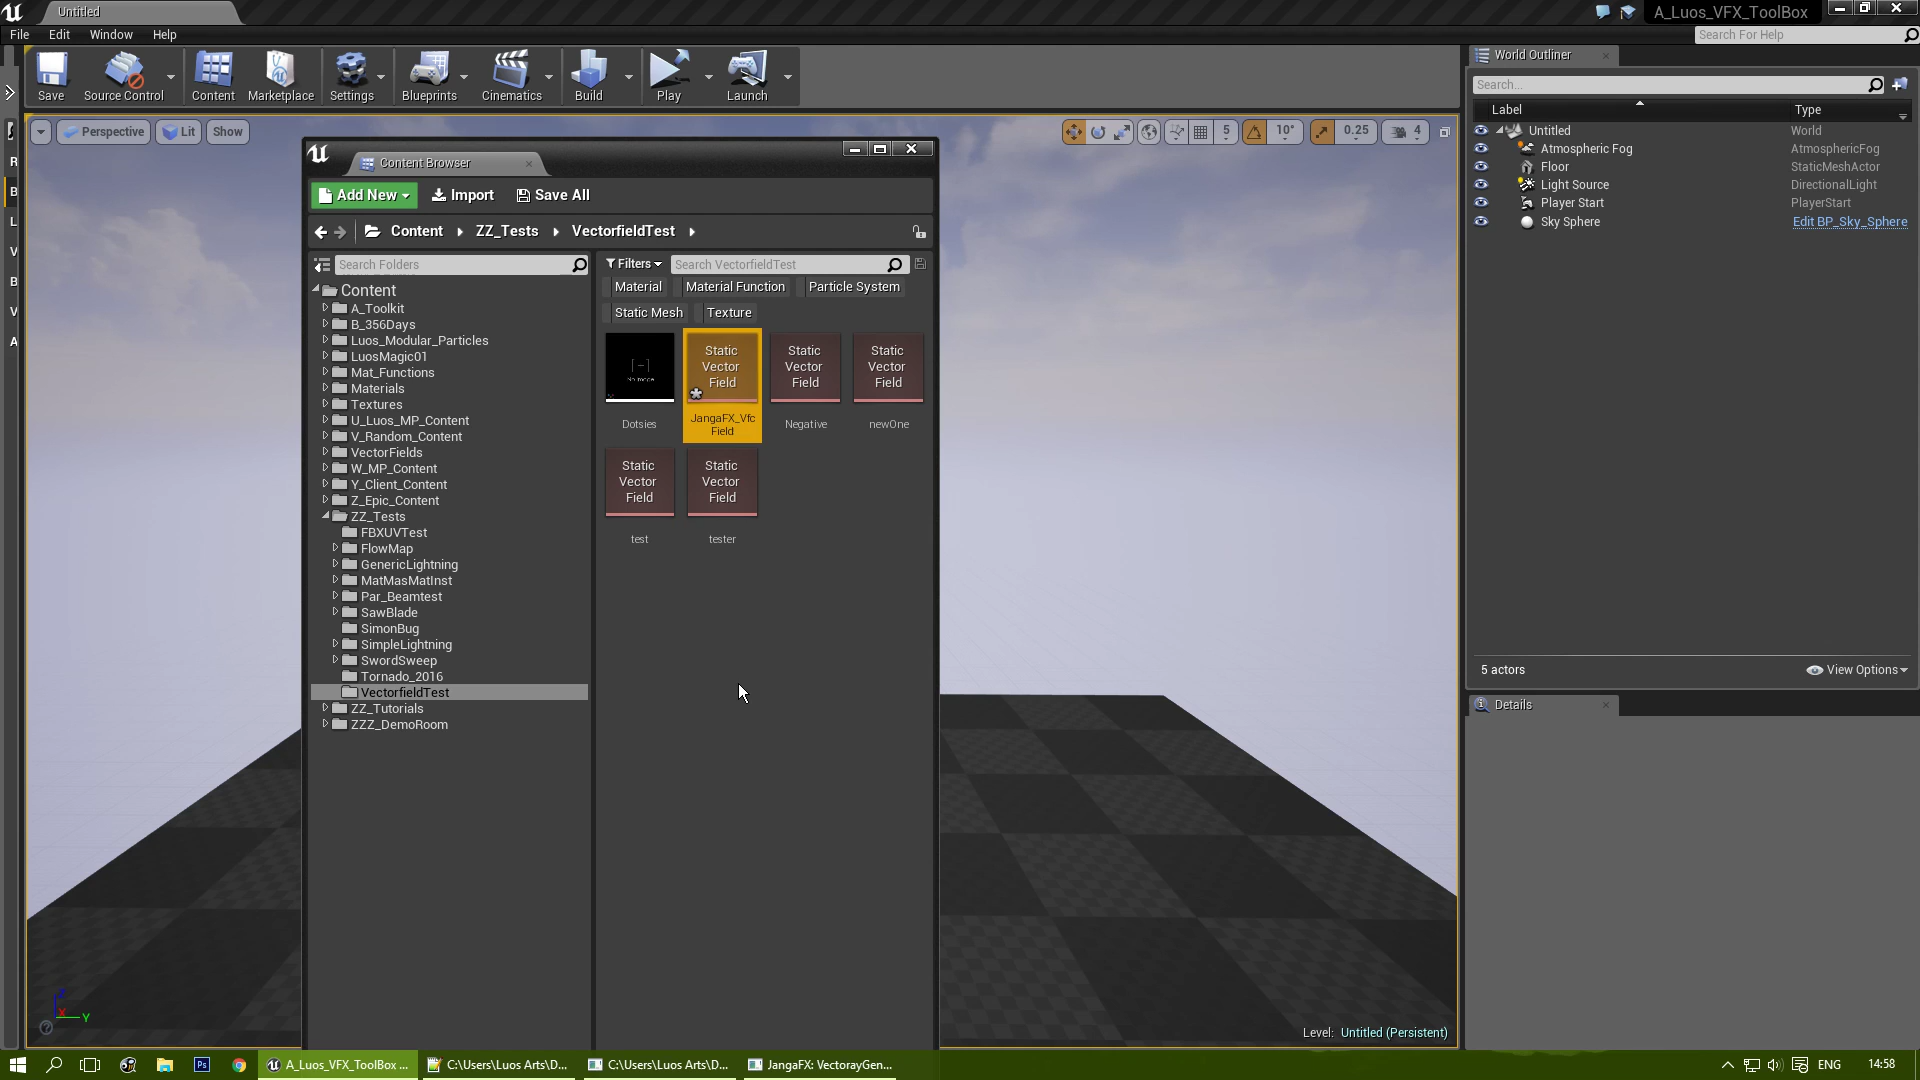 Untitled
A_Luos_VFX_ToolBox
File Edit Window Help
Search For Help
Save
Source Control
Content
Marketplace
Settings
Blueprints
Cinematics
Build
Play
Launch
World Outliner
Search...
Label Type
Untitled World
Atmospheric Fog AtmosphericFog
Floor StaticMeshActor
Light Source DirectionalLight
Player Start PlayerStart
Sky Sphere Edit BP_Sky_Sphere
5 actors
View Options
Details
Perspective
Lit
Show
5
10°
0.25
4
R
B
L
V
B
V
A
Content Browser
Add New
Import
Save All
Content
ZZ_Tests
VectorfieldTest
Search Folders
Content
A_Toolkit
B_356Days
Luos_Modular_Particles
LuosMagic01
Mat_Functions
Materials
Textures
U_Luos_MP_Content
V_Random_Content
VectorFields
W_MP_Content
Y_Client_Content
Z_Epic_Content
ZZ_Tests
FBXUVTest
FlowMap
GenericLightning
MatMasMatInst
Par_Beamtest
SawBlade
SimonBug
SimpleLightning
SwordSweep
Tornado_2016
VectorfieldTest
ZZ_Tutorials
ZZZ_DemoRoom
Filters
Search VectorfieldTest
Material
Material Function
Particle System
Static Mesh
Texture
No Image
Dotsies
Static
Vector
Field
JangaFX_Vfc
Field
Static
Vector
Field
Negative
Static
Vector
Field
newOne
Static
Vector
Field
test
Static
Vector
Field
tester
Z
X
Y
Level: Untitled (Persistent)
A_Luos_VFX_ToolBox ...
C:\Users\Luos Arts\D...
C:\Users\Luos Arts\D...
JangaFX: VectorayGen...
ENG
14:58